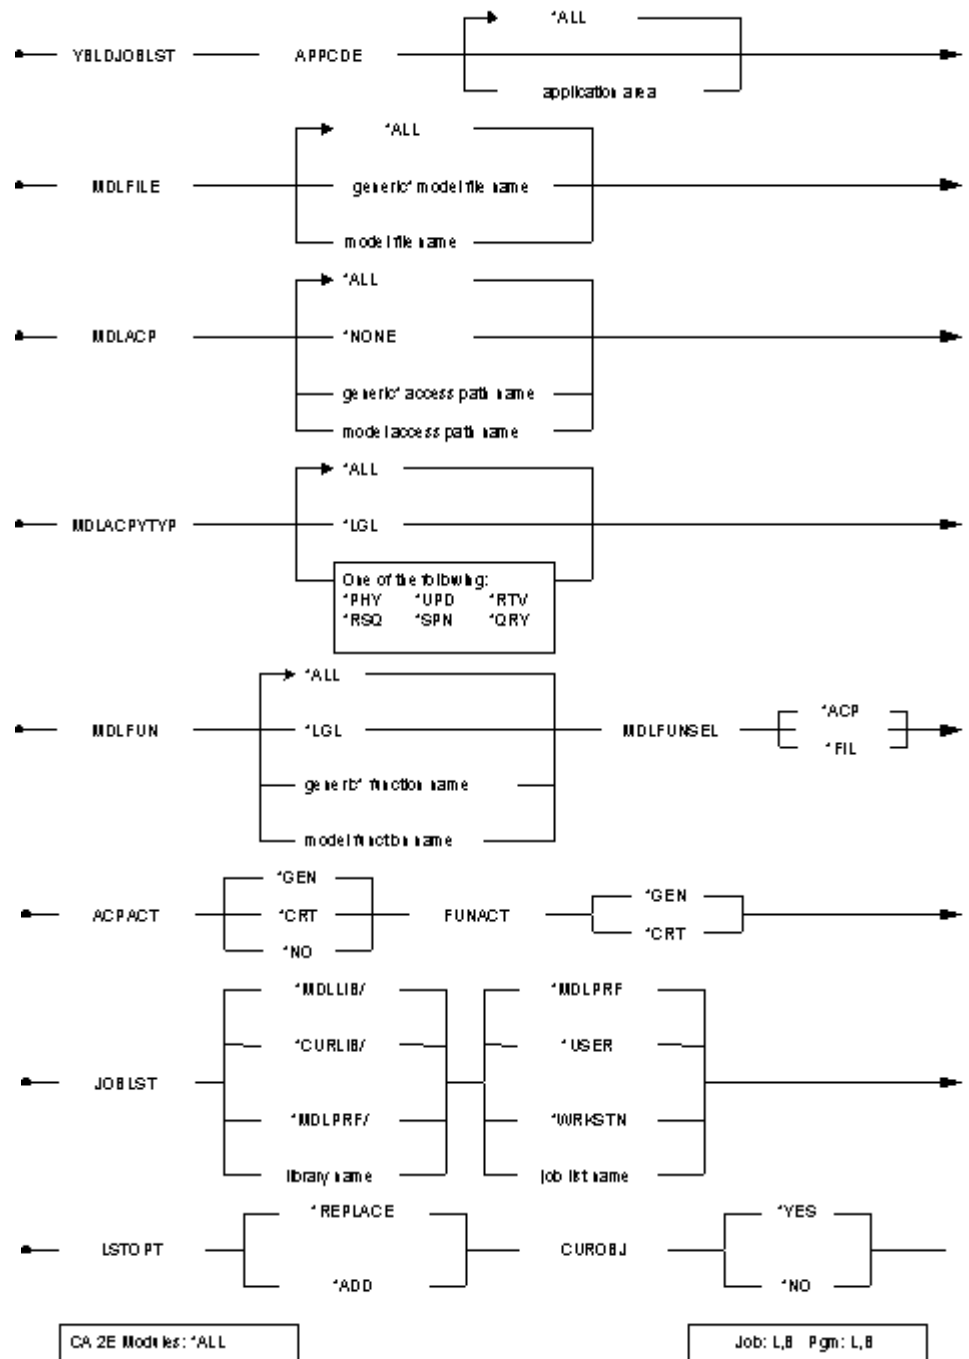 *ALL
YBLDJOBLST APPCDE
application area
*ALL
MDLFILE generic* model file name
model file name
*ALL
MDLACP *NONE
generic* access path name
model access path name
*ALL
MDLACPYTYP *LGL
One of the following:
*PHY *UPD *RTV
*RSQ *SPN *QRY
*ALL
MDLFUN *LGL MDLFUNSEL *ACP
*FIL
generic* function name
model function name
*GEN
ACPACT *CRT FUNACT *GEN
*CRT
*NO
*MDLLIB/ *MDLPRF
*CURLIB/ *USER
JOBLST
*MDLPRF/ *WRKSTN
library name job list name
*REPLACE *YES
LSTOPT CUROBJ
*ADD *NO
CA 2E Modules: *ALL Job: L,B Pgm: L,B